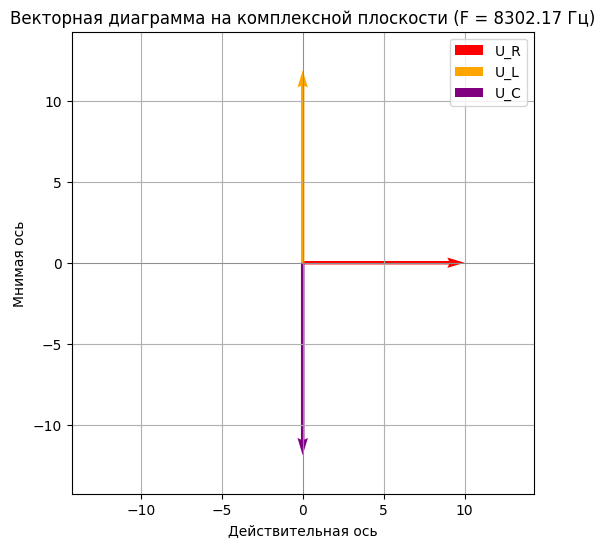 Векторная диаграмма на комплексной плоскости (F = 8302.17 Гц)
U_R
U_L
U_C
10
5
0
−5
−10
Мнимая ось
−10
−5
0
5
10
Действительная ось